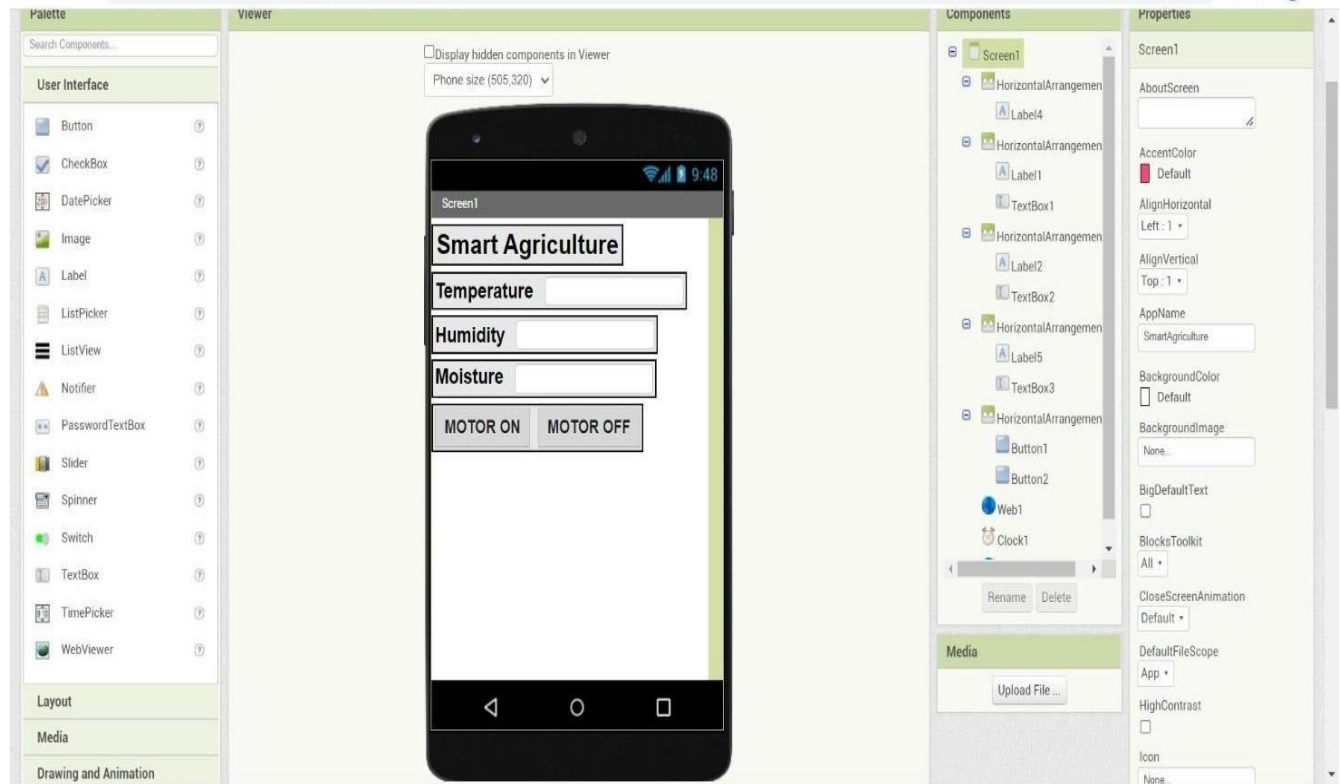 Palette
Search Components...
User Interface
Button
CheckBox
DatePicker
Image
Label
ListPicker
ListView
Notifier
PasswordTextBox
Slider
Spinner
Switch
TextBox
TimePicker
WebViewer
Layout
Media
Drawing and Animation
Viewer
Display hidden components in Viewer
Phone size (505,320)
9:48
Screen1
Smart Agriculture
Temperature
Humidity
Moisture
MOTOR ON MOTOR OFF
Components
Screen1
HorizontalArrangemen
Label4
HorizontalArrangemen
Label1
TextBox1
HorizontalArrangemen
Label2
TextBox2
HorizontalArrangemen
Label5
TextBox3
HorizontalArrangemen
Button1
Button2
Web1
Clock1
Rename Delete
Media
Upload File ...
Properties
Screen1
AboutScreen
AccentColor
Default
AlignHorizontal
Left : 1
AlignVertical
Top : 1
AppName
SmartAgriculture
BackgroundColor
Default
BackgroundImage
None...
BigDefaultText
BlocksToolkit
All
CloseScreenAnimation
Default
DefaultFileScope
App
HighContrast
Icon
None...